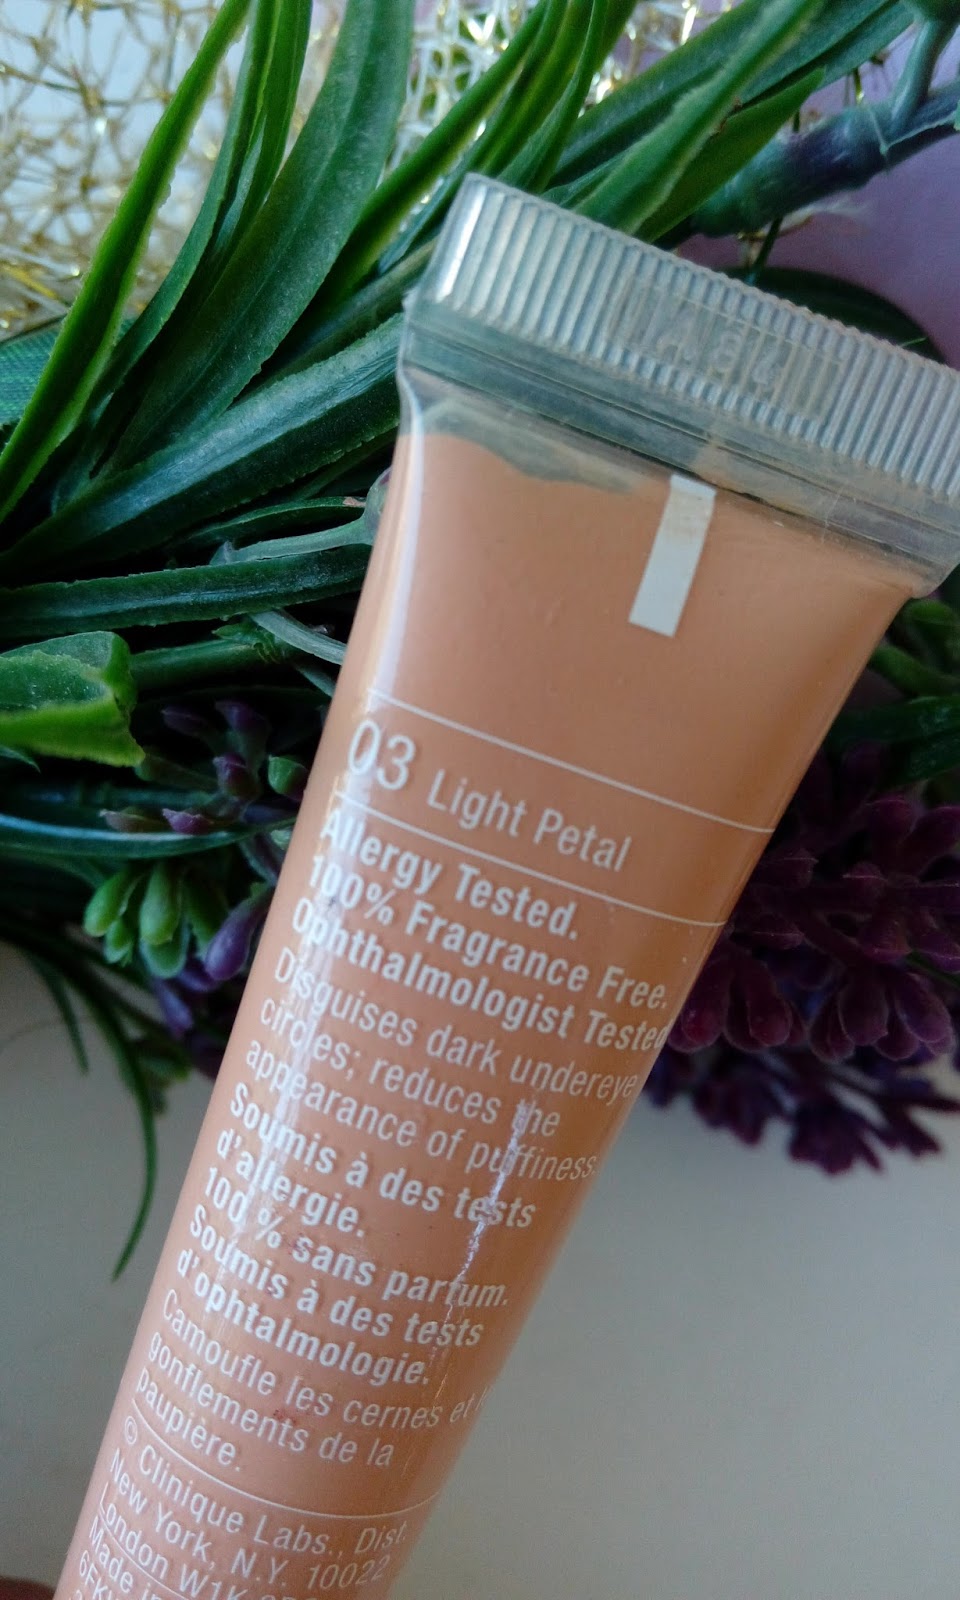 03 Light Petal
Allergy Tested.
100% Fragrance Free.
Ophthalmologist Tested
Disguises dark undereye
circles; reduces the
appearance of puffiness.
Soumis à des tests
d'allergie.
100 % sans parfum.
Soumis à des tests
d'ophtalmologie.
Camoufle les cernes et
gonflements de la
paupière.
© Clinique Labs., Dist.
New York, N.Y. 10022
London W1K
Made in